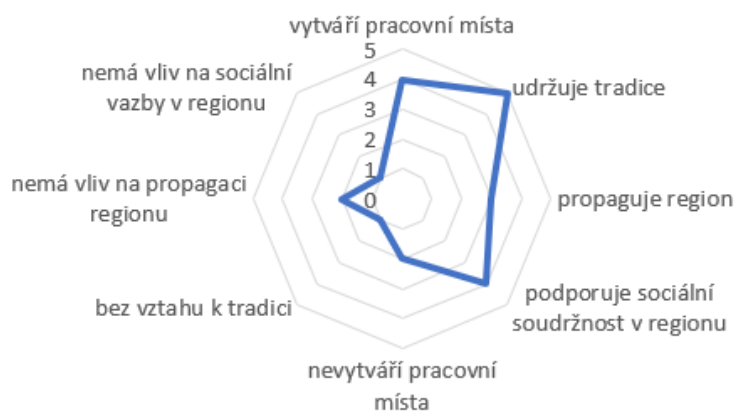 vytváří pracovní místa
5
4
3
2
1
0
udržuje tradice
propaguje region
podporuje sociální
soudržnost v regionu
nevytváří pracovní
místa
bez vztahu k tradici
nemá vliv na propagaci
regionu
nemá vliv na sociální
vazby v regionu